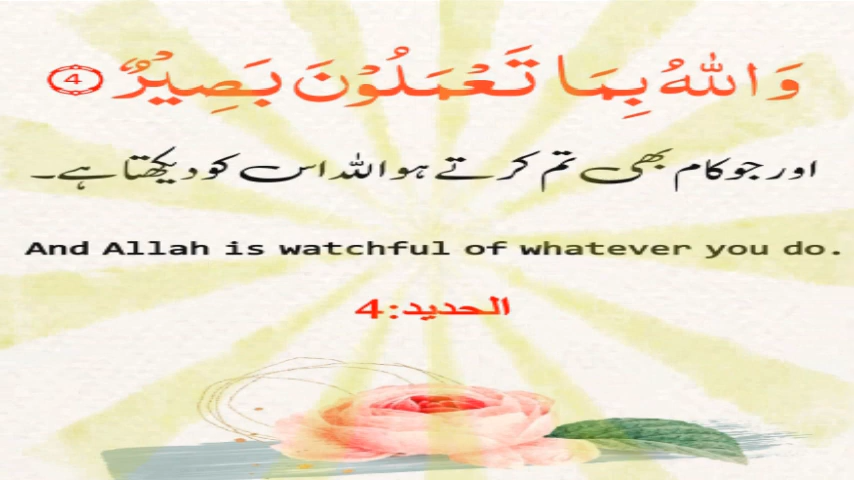 وَاللّٰهُ بِمَا تَعْمَلُوْنَ بَصِيْرٌ ۝4
اور جو کام بھی تم کرتے ہو اللہ اس کو دیکھتا ہے۔
And Allah is watchful of whatever you do.
الحديد:4